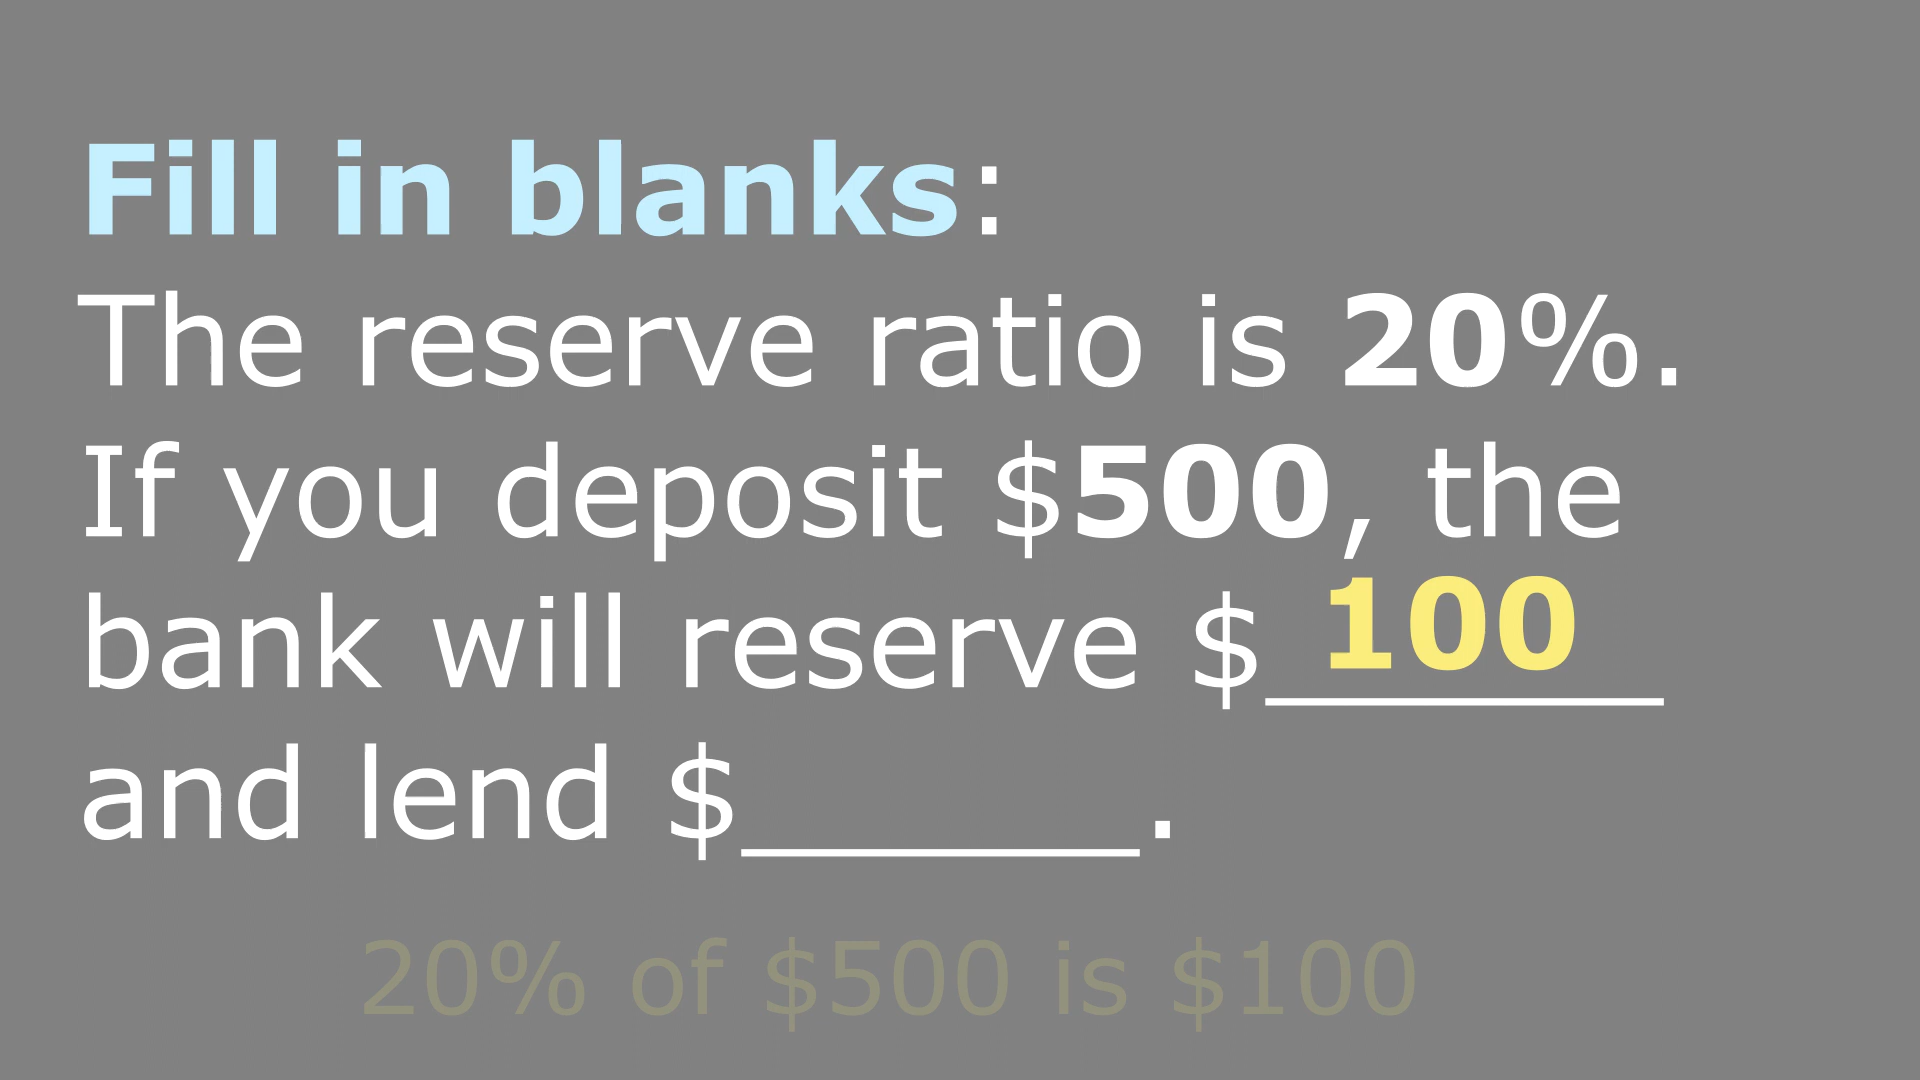 Fill in blanks:
The reserve ratio is 20%.
If you deposit $500, the
bank will reserve $ 100
and lend $______.
20% of $500 is $100